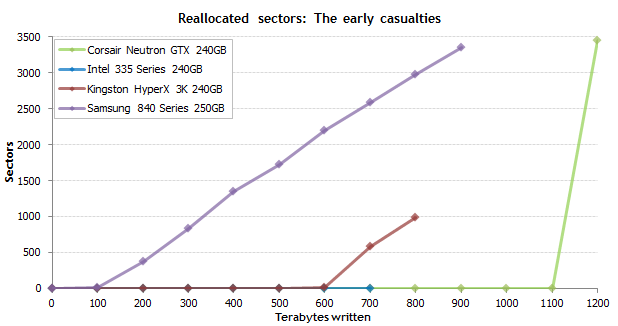 Reallocated sectors: The early casualties
Corsair Neutron GTX 240GB
Intel 335 Series 240GB
Kingston HyperX 3K 240GB
Samsung 840 Series 250GB
Sectors
3500
3000
2500
2000
1500
1000
500
0
0 100 200 300 400 500 600 700 800 900 1000 1100 1200
Terabytes written